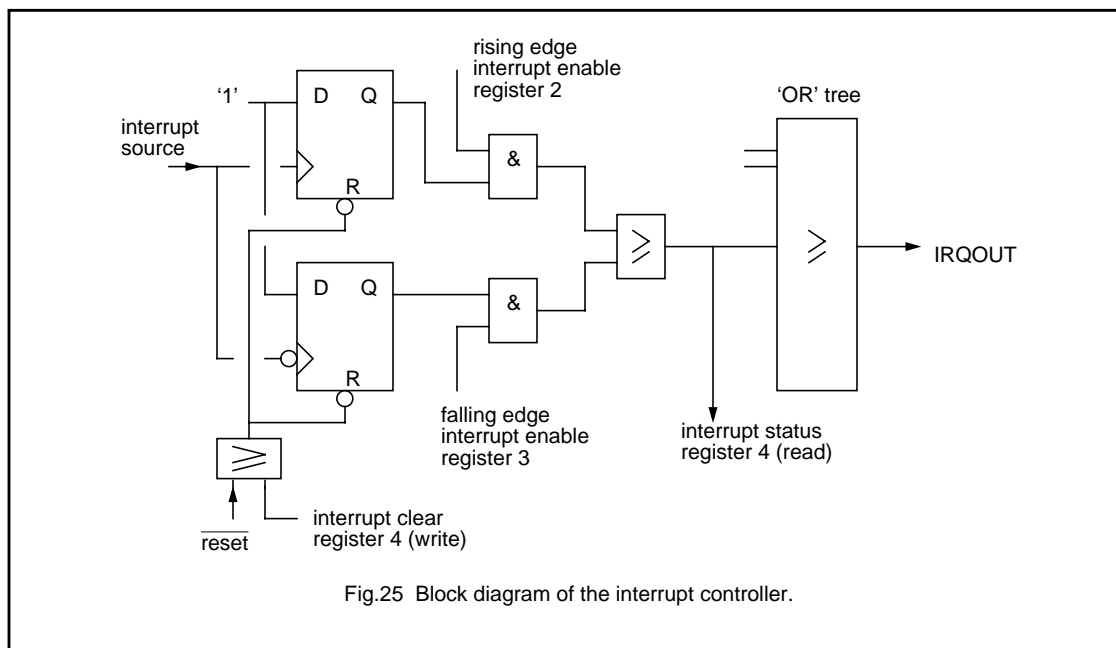 rising edge
interrupt enable
register 2
'OR' tree
‘1’
D Q
interrupt
source
&
R
≥
≥
IRQOUT
D Q
&
R
falling edge
interrupt enable
register 3
interrupt status
register 4 (read)
≥
interrupt clear
register 4 (write)
reset
Fig.25 Block diagram of the interrupt controller.